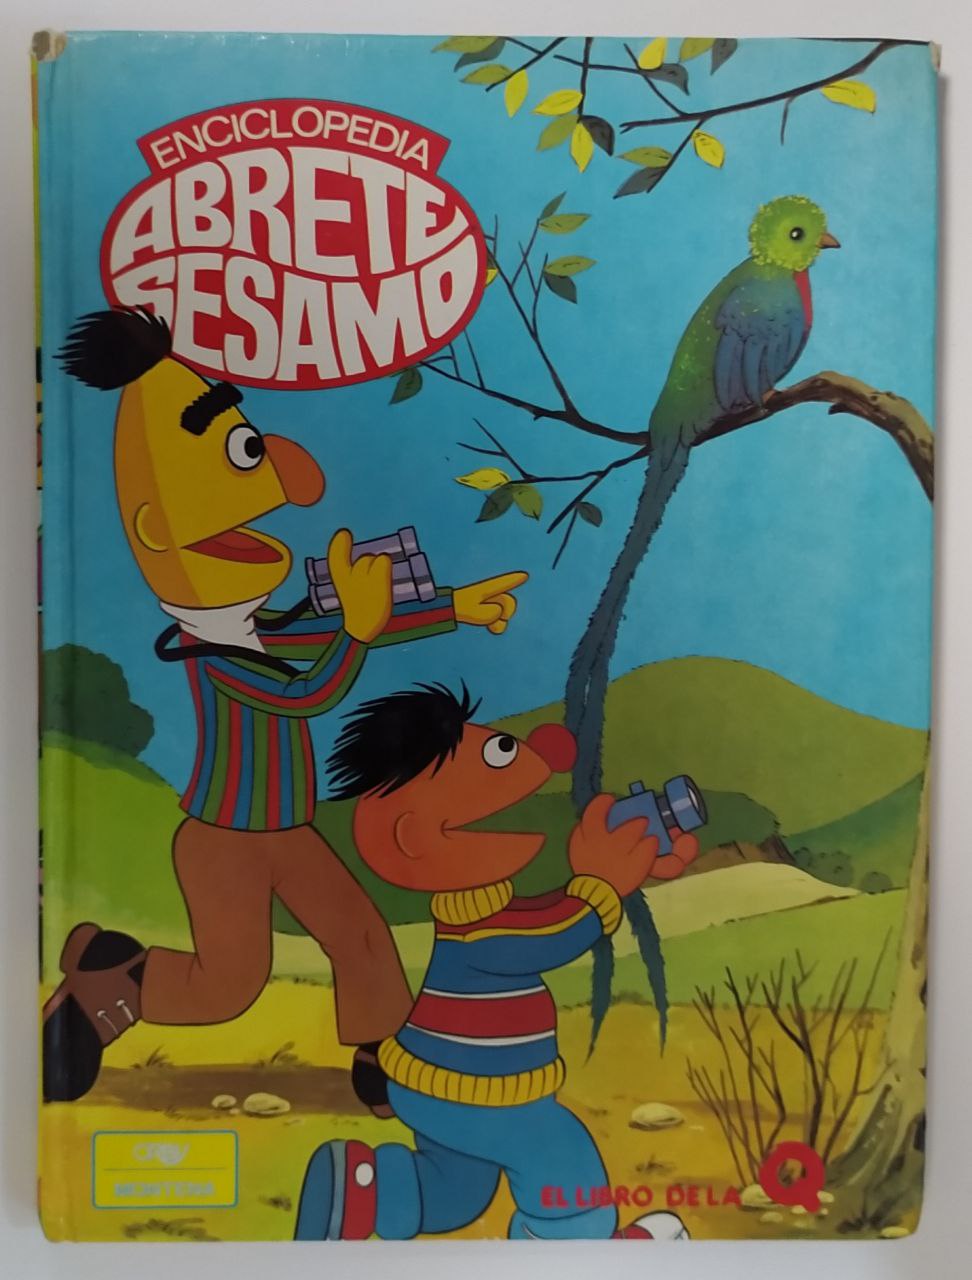 ENCICLOPEDIA
ABRETE,
SESAMO
ORBIS
MONTENA
EL LIBRO DE LA Q